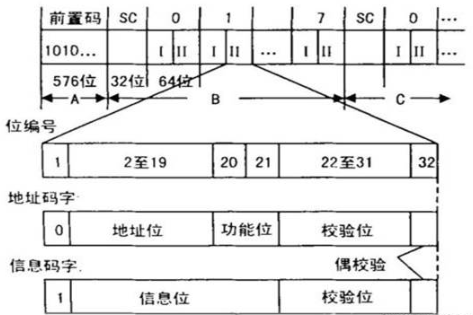 前置码 SC 0 1 7 SC 0 ...
1010... I II I II ... I II I II ...
576位 32位 64位
A B C
位编号
1 2至19 20 21 22至31 32
地址码字
0 地址位 功能位 校验位
信息码字. 偶校验
1 信息位 校验位